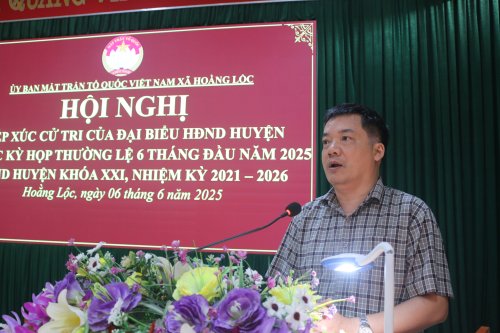 ỦY BAN MẶT TRẬN TỔ QUỐC VIỆT NAM XÃ HOẰNG LỘC
HỘI NGHỊ
ẾP XÚC CỬ TRI CỦA ĐẠI BIỂU HĐND HUYỆN
C KỲ HỌP THƯỜNG LỆ 6 THÁNG ĐẦU NĂM 2025
ND HUYỆN KHÓA XXI, NHIỆM KỲ 2021 – 2026
Hoằng Lộc, ngày 06 tháng 6 năm 2025